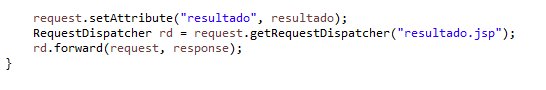 request.setAttribute("resultado", resultado);
RequestDispatcher rd = request.getRequestDispatcher("resultado.jsp");
rd.forward(request, response);
}